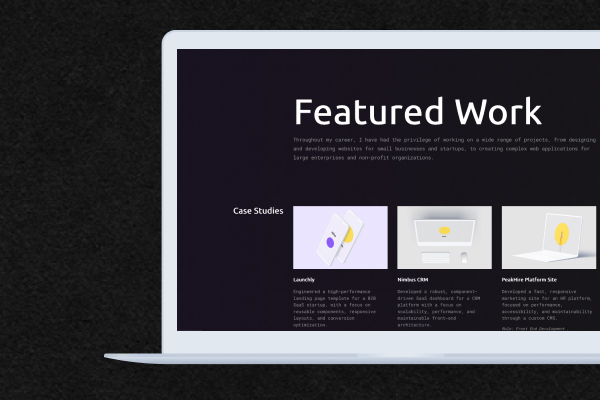 Featured Work
Throughout my career, I have had the privilege of working on a wide range of projects, from designing
and developing websites for small businesses and startups, to creating complex web applications for
large enterprises and non-profit organizations.
Case Studies
Launchly
Engineered a high-performance
landing page template for a B2B
SaaS startup, with a focus on
reusable components, responsive
layouts, and conversion
optimization.
Nimbus CRM
Developed a robust, component-
driven SaaS dashboard for a CRM
platform with a focus on
scalability, performance, and
maintainable front-end
architecture.
PeakHire Platform Site
Developed a fast, responsive
marketing site for an HR platform,
focused on performance,
accessibility, and maintainability
through a custom CMS.
Role: Front End Development,